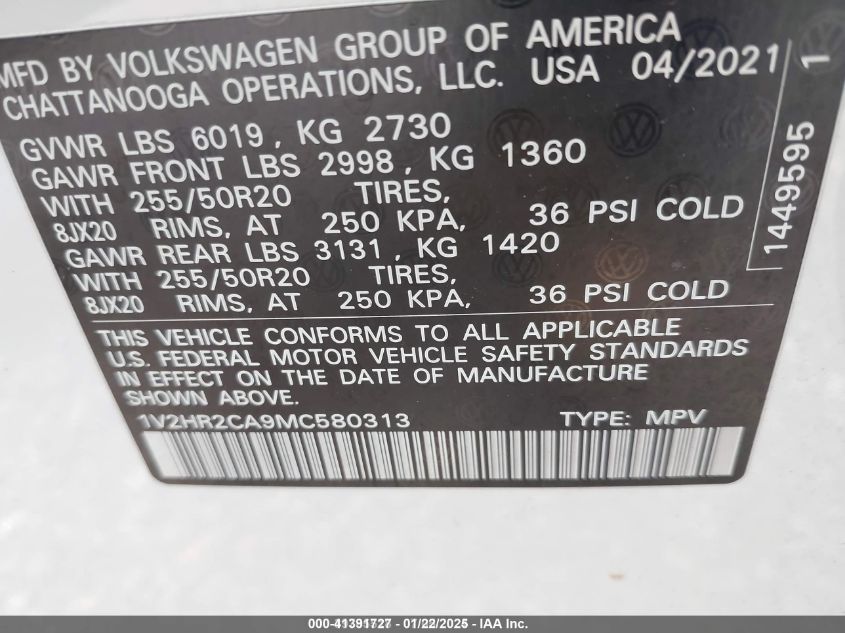 MFD BY VOLKSWAGEN GROUP OF AMERICA
CHATTANOOGA OPERATIONS, LLC. USA 04/2021
GVWR LBS 6019, KG 2730
GAWR FRONT LBS 2998, KG 1360
WITH 255/50R20 TIRES,
8JX20 RIMS, AT 250 KPA, 36 PSI COLD
GAWR REAR LBS 3131, KG 1420
WITH 255/50R20 TIRES,
8JX20 RIMS, AT 250 KPA, 36 PSI COLD
THIS VEHICLE CONFORMS TO ALL APPLICABLE
U.S. FEDERAL MOTOR VEHICLE SAFETY STANDARDS
IN EFFECT ON THE DATE OF MANUFACTURE
SHOWN ABOVE.
1V2HR2CA9MC580313 TYPE: MPV
1449595 1
000-41391727 - 01/22/2025 - IAA Inc.